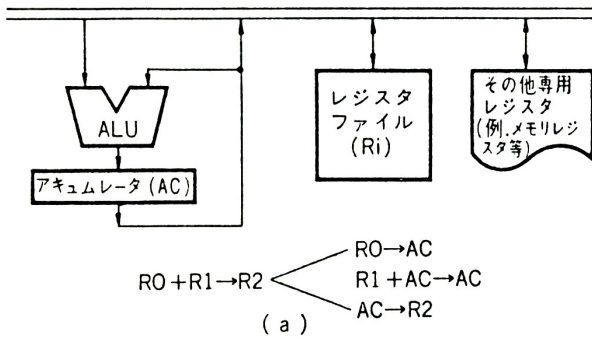 ALU
アキュムレータ(AC)
レジスタ
ファイル
(Ri)
その他専用
レジスタ
(例.メモリレジ
スタ等)
R0+R1→R2
R0→AC
R1+AC→AC
AC→R2
(a)